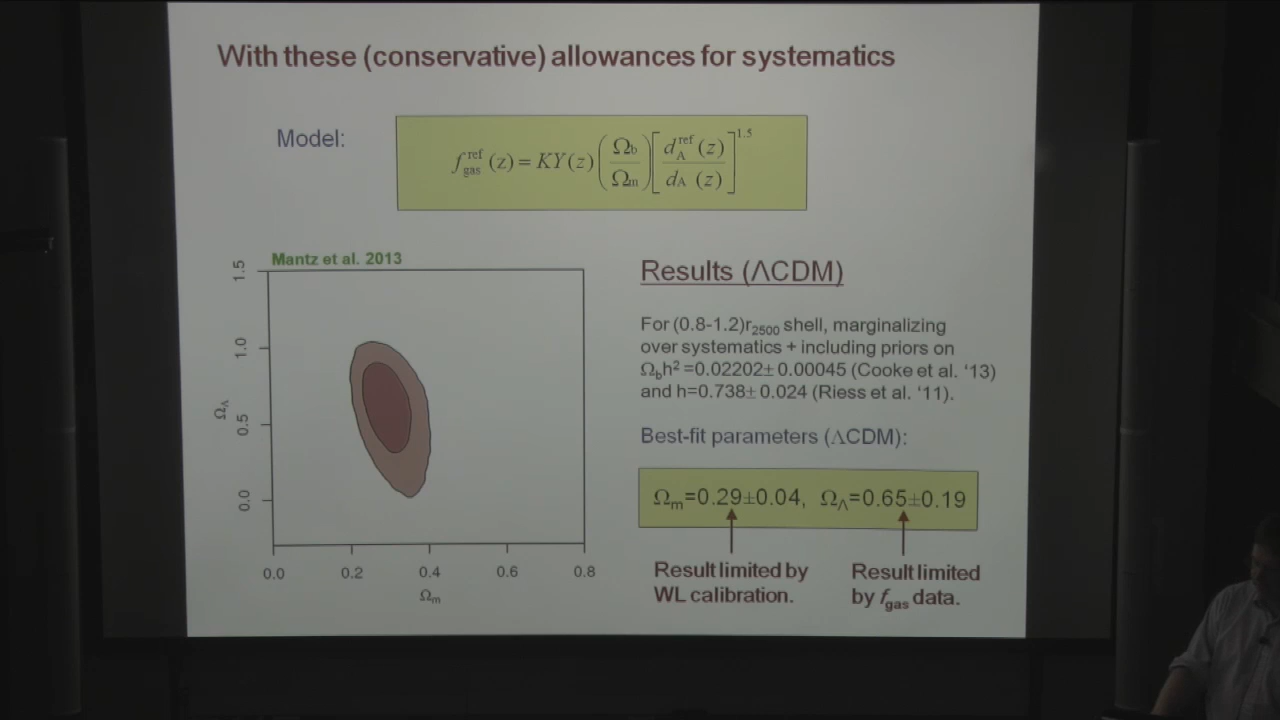 With these (conservative) allowances for systematics
Model:
f_gas^ref (z) = KY(z) (Ωb/Ωm) [d_A^ref (z)/d_A (z)]^1.5
Mantz et al. 2013
1.5
1.0
0.5
0.0
Ω_Λ
0.0 0.2 0.4 0.6 0.8
Ω_m
Results (ΛCDM)
For (0.8-1.2)r_2500 shell, marginalizing
over systematics + including priors on
Ω_b h² =0.02202± 0.00045 (Cooke et al. ‘13)
and h=0.738± 0.024 (Riess et al. ‘11).
Best-fit parameters (ΛCDM):
Ω_m=0.29±0.04, Ω_Λ=0.65±0.19
Result limited by
WL calibration.
Result limited
by f_gas data.